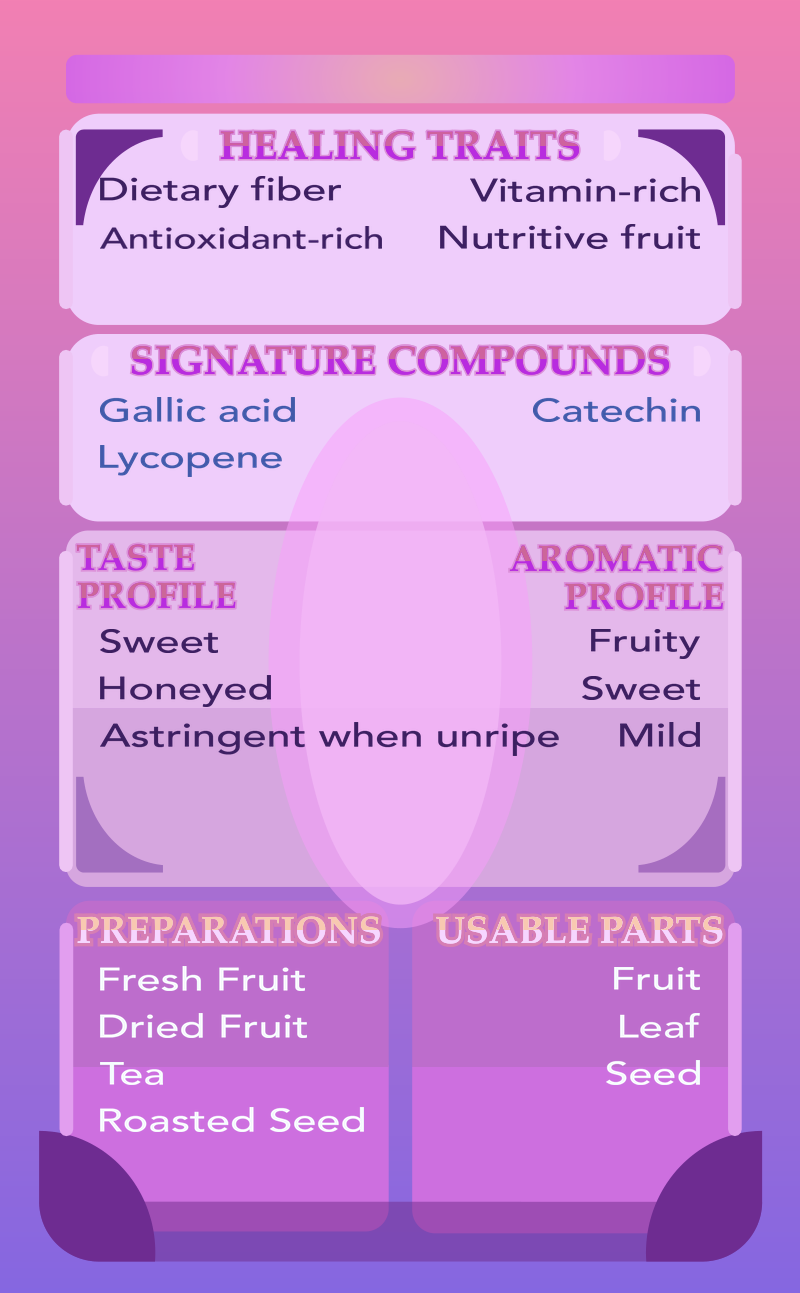 HEALING TRAITS
Dietary fiber
Vitamin-rich
Antioxidant-rich
Nutritive fruit
SIGNATURE COMPOUNDS
Gallic acid
Catechin
Lycopene
TASTE
PROFILE
Sweet
Honeyed
Astringent when unripe
AROMATIC
PROFILE
Fruity
Sweet
Mild
PREPARATIONS
Fresh Fruit
Dried Fruit
Tea
Roasted Seed
USABLE PARTS
Fruit
Leaf
Seed